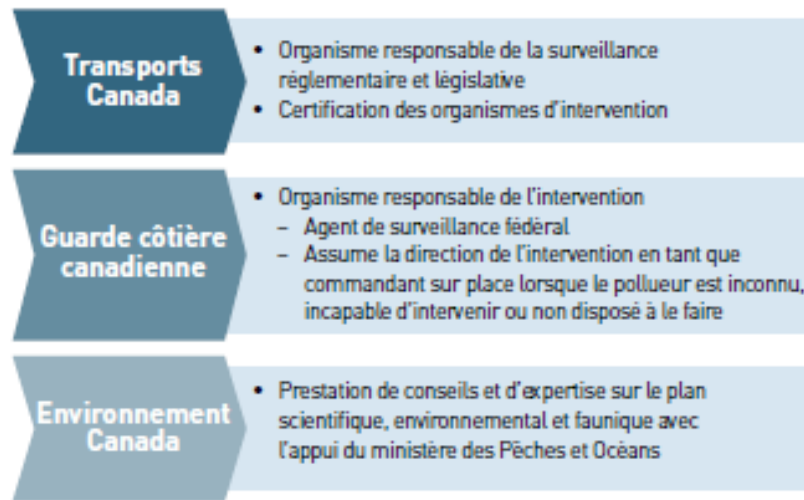 Transports
Canada
• Organisme responsable de la surveillance
réglementaire et législative
• Certification des organismes d'intervention
Guarde côtière
canadienne
• Organisme responsable de l'intervention
– Agent de surveillance fédéral
– Assume la direction de l'intervention en tant que
commandant sur place lorsque le pollueur est inconnu,
incapable d'intervenir ou non disposé à le faire
Environnement
Canada
• Prestation de conseils et d'expertise sur le plan
scientifique, environnemental et faunique avec
l'appui du ministère des Pêches et Océans